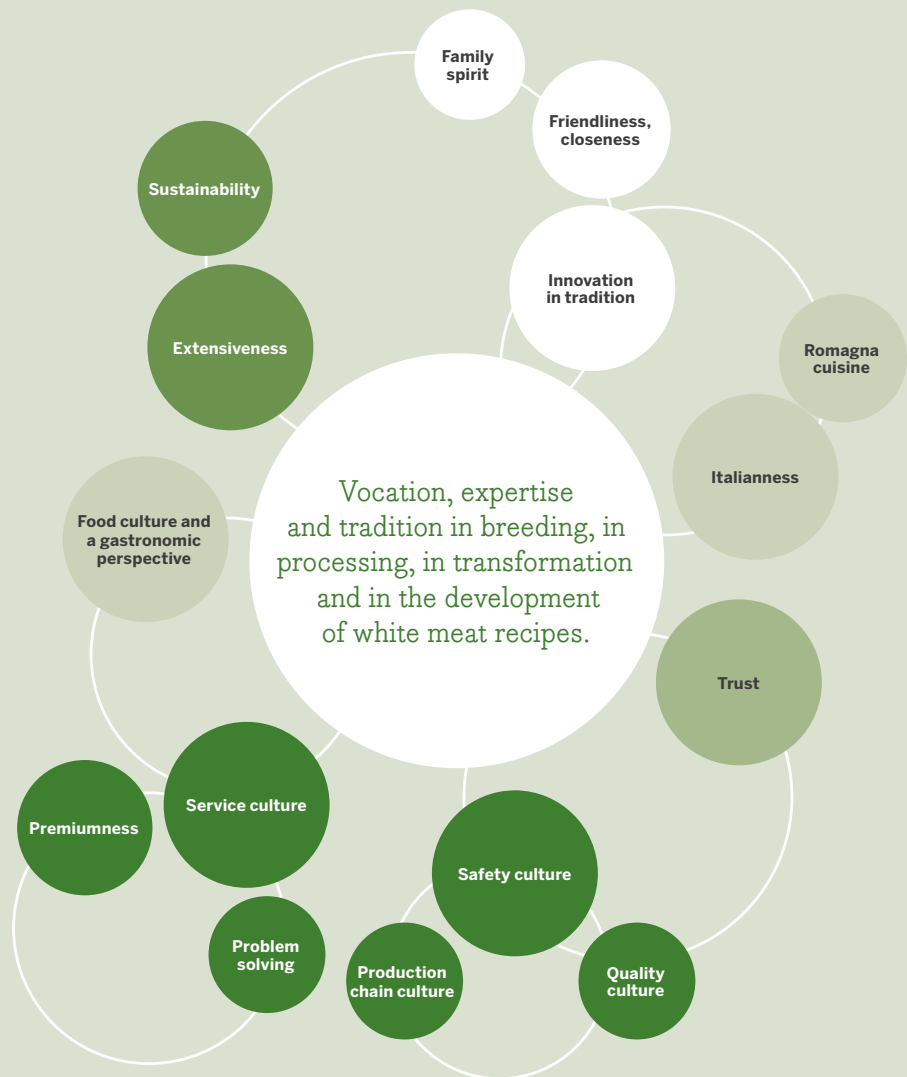 Family
spirit
Friendliness,
closeness
Sustainability
Innovation
in tradition
Extensiveness
Romagna
cuisine
Italianness
Food culture and
a gastronomic
perspective
Vocation, expertise
and tradition in breeding, in
processing, in transformation
and in the development
of white meat recipes.
Trust
Service culture
Premiumness
Safety culture
Problem
solving
Production
chain culture
Quality
culture